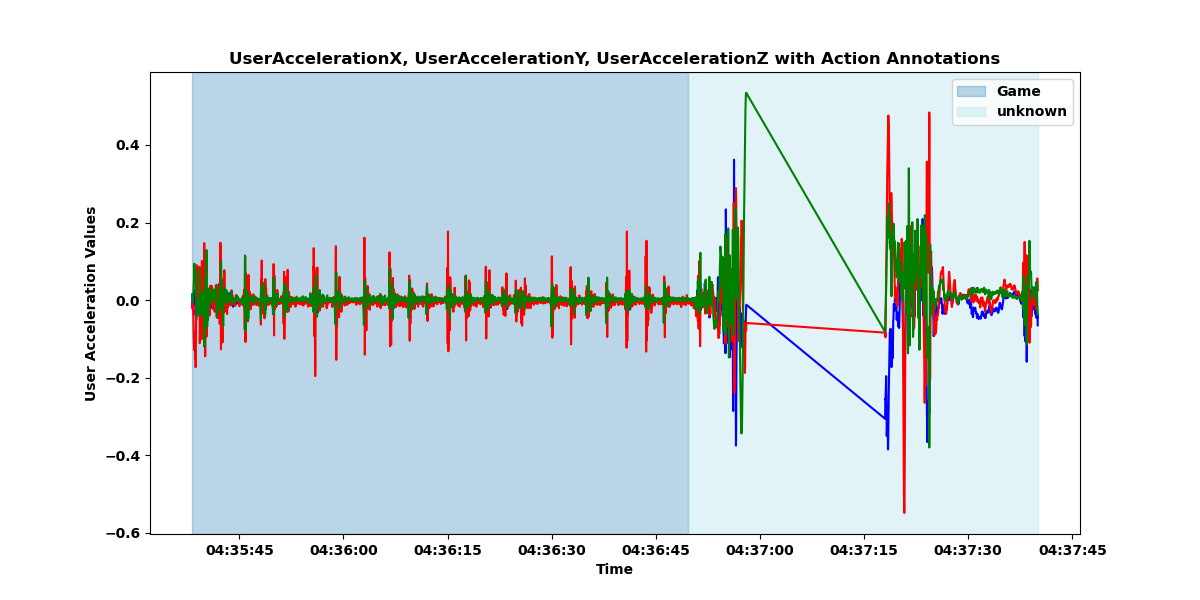 UserAccelerationX, UserAccelerationY, UserAccelerationZ with Action Annotations
Game
unknown
User Acceleration Values
0.4
0.2
0.0
−0.2
−0.4
−0.6
04:35:45 04:36:00 04:36:15 04:36:30 04:36:45 04:37:00 04:37:15 04:37:30 04:37:45
Time